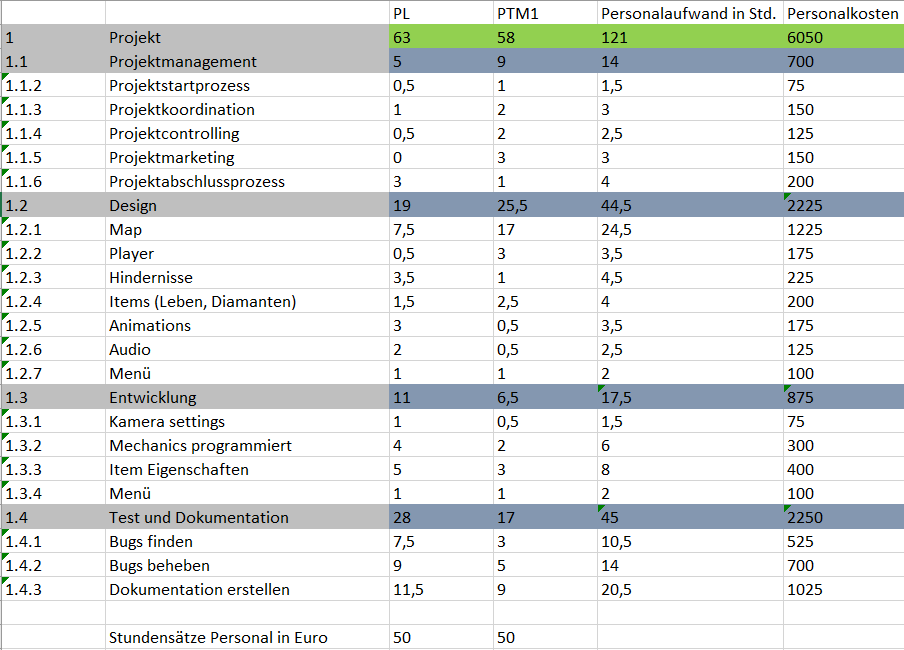 PL PTM1 Personalaufwand in Std. Personalkosten
1 Projekt 63 58 121 6050
1.1 Projektmanagement 5 9 14 700
1.1.2 Projektstartprozess 0,5 1 1,5 75
1.1.3 Projektkoordination 1 2 3 150
1.1.4 Projektcontrolling 0,5 2 2,5 125
1.1.5 Projektmarketing 0 3 3 150
1.1.6 Projektabschlussprozess 3 1 4 200
1.2 Design 19 25,5 44,5 2225
1.2.1 Map 7,5 17 24,5 1225
1.2.2 Player 0,5 3 3,5 175
1.2.3 Hindernisse 3,5 1 4,5 225
1.2.4 Items (Leben, Diamanten) 1,5 2,5 4 200
1.2.5 Animations 3 0,5 3,5 175
1.2.6 Audio 2 0,5 2,5 125
1.2.7 Menü 1 1 2 100
1.3 Entwicklung 11 6,5 17,5 875
1.3.1 Kamera settings 1 0,5 1,5 75
1.3.2 Mechanics programmiert 4 2 6 300
1.3.3 Item Eigenschaften 5 3 8 400
1.3.4 Menü 1 1 2 100
1.4 Test und Dokumentation 28 17 45 2250
1.4.1 Bugs finden 7,5 3 10,5 525
1.4.2 Bugs beheben 9 5 14 700
1.4.3 Dokumentation erstellen 11,5 9 20,5 1025
Stundensätze Personal in Euro 50 50